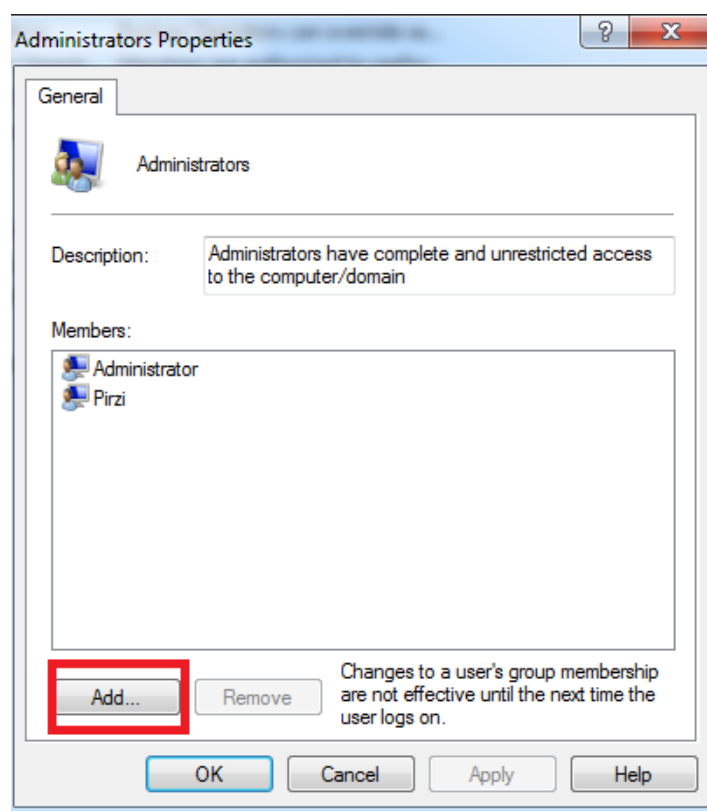 Administrators Properties
General
Administrators
Description:
Administrators have complete and unrestricted access
to the computer/domain
Members:
Administrator
Pirzi
Add...
Remove
Changes to a user's group membership
are not effective until the next time the
user logs on.
OK
Cancel
Apply
Help